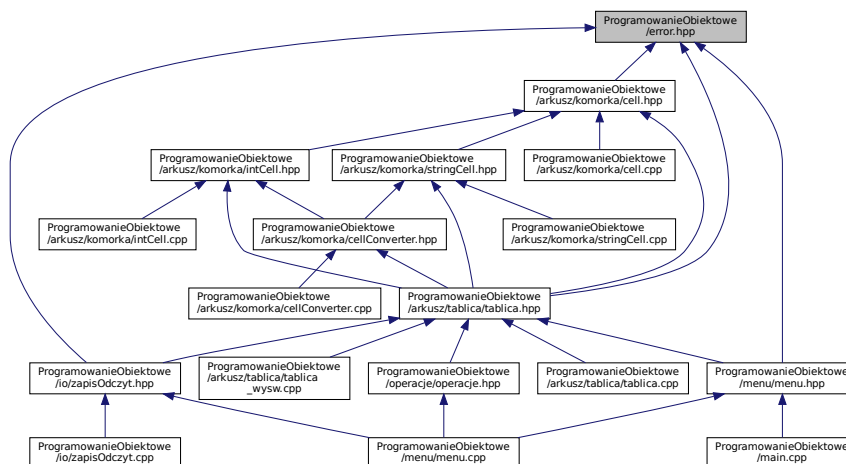 ProgramowanieObiektowe
/error.hpp
ProgramowanieObiektowe
/arkusz/komorka/cell.hpp
ProgramowanieObiektowe
/arkusz/komorka/intCell.hpp
ProgramowanieObiektowe
/arkusz/komorka/stringCell.hpp
ProgramowanieObiektowe
/arkusz/komorka/cell.cpp
ProgramowanieObiektowe
/arkusz/komorka/intCell.cpp
ProgramowanieObiektowe
/arkusz/komorka/cellConverter.hpp
ProgramowanieObiektowe
/arkusz/komorka/stringCell.cpp
ProgramowanieObiektowe
/arkusz/komorka/cellConverter.cpp
ProgramowanieObiektowe
/arkusz/tablica/tablica.hpp
ProgramowanieObiektowe
/io/zapisOdczyt.hpp
ProgramowanieObiektowe
/arkusz/tablica/tablica
_wysw.cpp
ProgramowanieObiektowe
/operacje/operacje.hpp
ProgramowanieObiektowe
/arkusz/tablica/tablica.cpp
ProgramowanieObiektowe
/menu/menu.hpp
ProgramowanieObiektowe
/io/zapisOdczyt.cpp
ProgramowanieObiektowe
/menu/menu.cpp
ProgramowanieObiektowe
/main.cpp